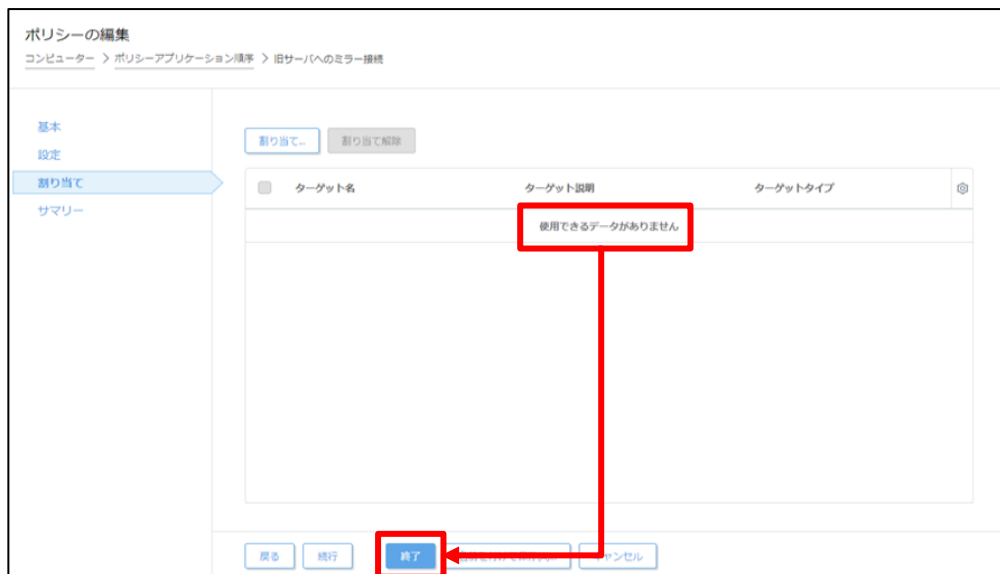 ポリシーの編集
コンピューター > ポリシーアプリケーション順序 > 旧サーバへのミラー接続
基本
設定
割り当て
サマリー
割り当て... 割り当て解除
ターゲット名 ターゲット説明 ターゲットタイプ
使用できるデータがありません
戻る 続行 終了 キャンセル